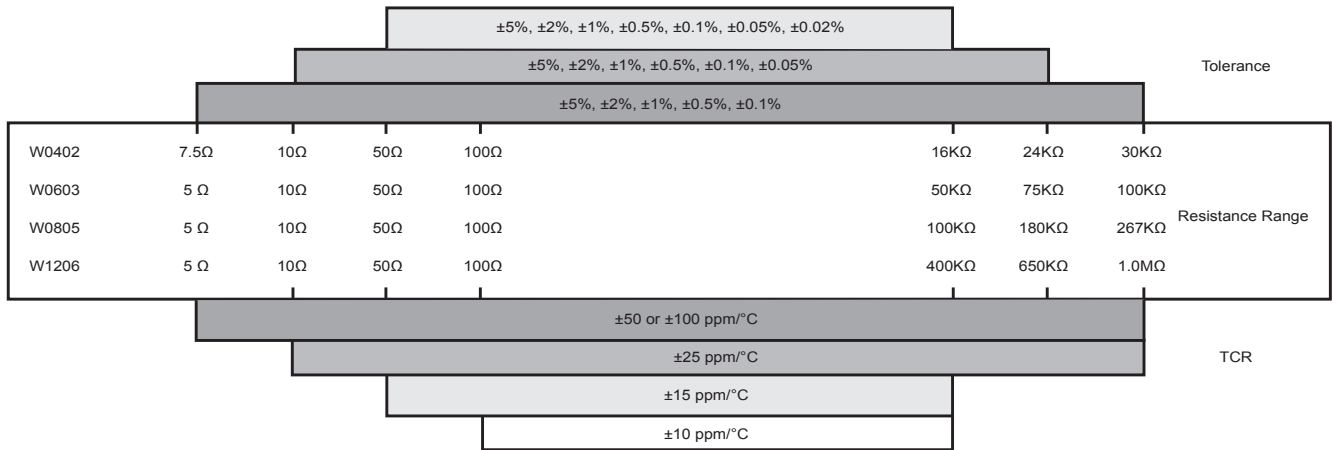 ±5%, ±2%, ±1%, ±0.5%, ±0.1%, ±0.05%, ±0.02%
±5%, ±2%, ±1%, ±0.5%, ±0.1%, ±0.05%
Tolerance
±5%, ±2%, ±1%, ±0.5%, ±0.1%
W0402 7.5Ω 10Ω 50Ω 100Ω 16KΩ 24KΩ 30KΩ
W0603 5 Ω 10Ω 50Ω 100Ω 50KΩ 75KΩ 100KΩ
Resistance Range
W0805 5 Ω 10Ω 50Ω 100Ω 100KΩ 180KΩ 267KΩ
W1206 5 Ω 10Ω 50Ω 100Ω 400KΩ 650KΩ 1.0MΩ
±50 or ±100 ppm/°C
±25 ppm/°C
TCR
±15 ppm/°C
±10 ppm/°C